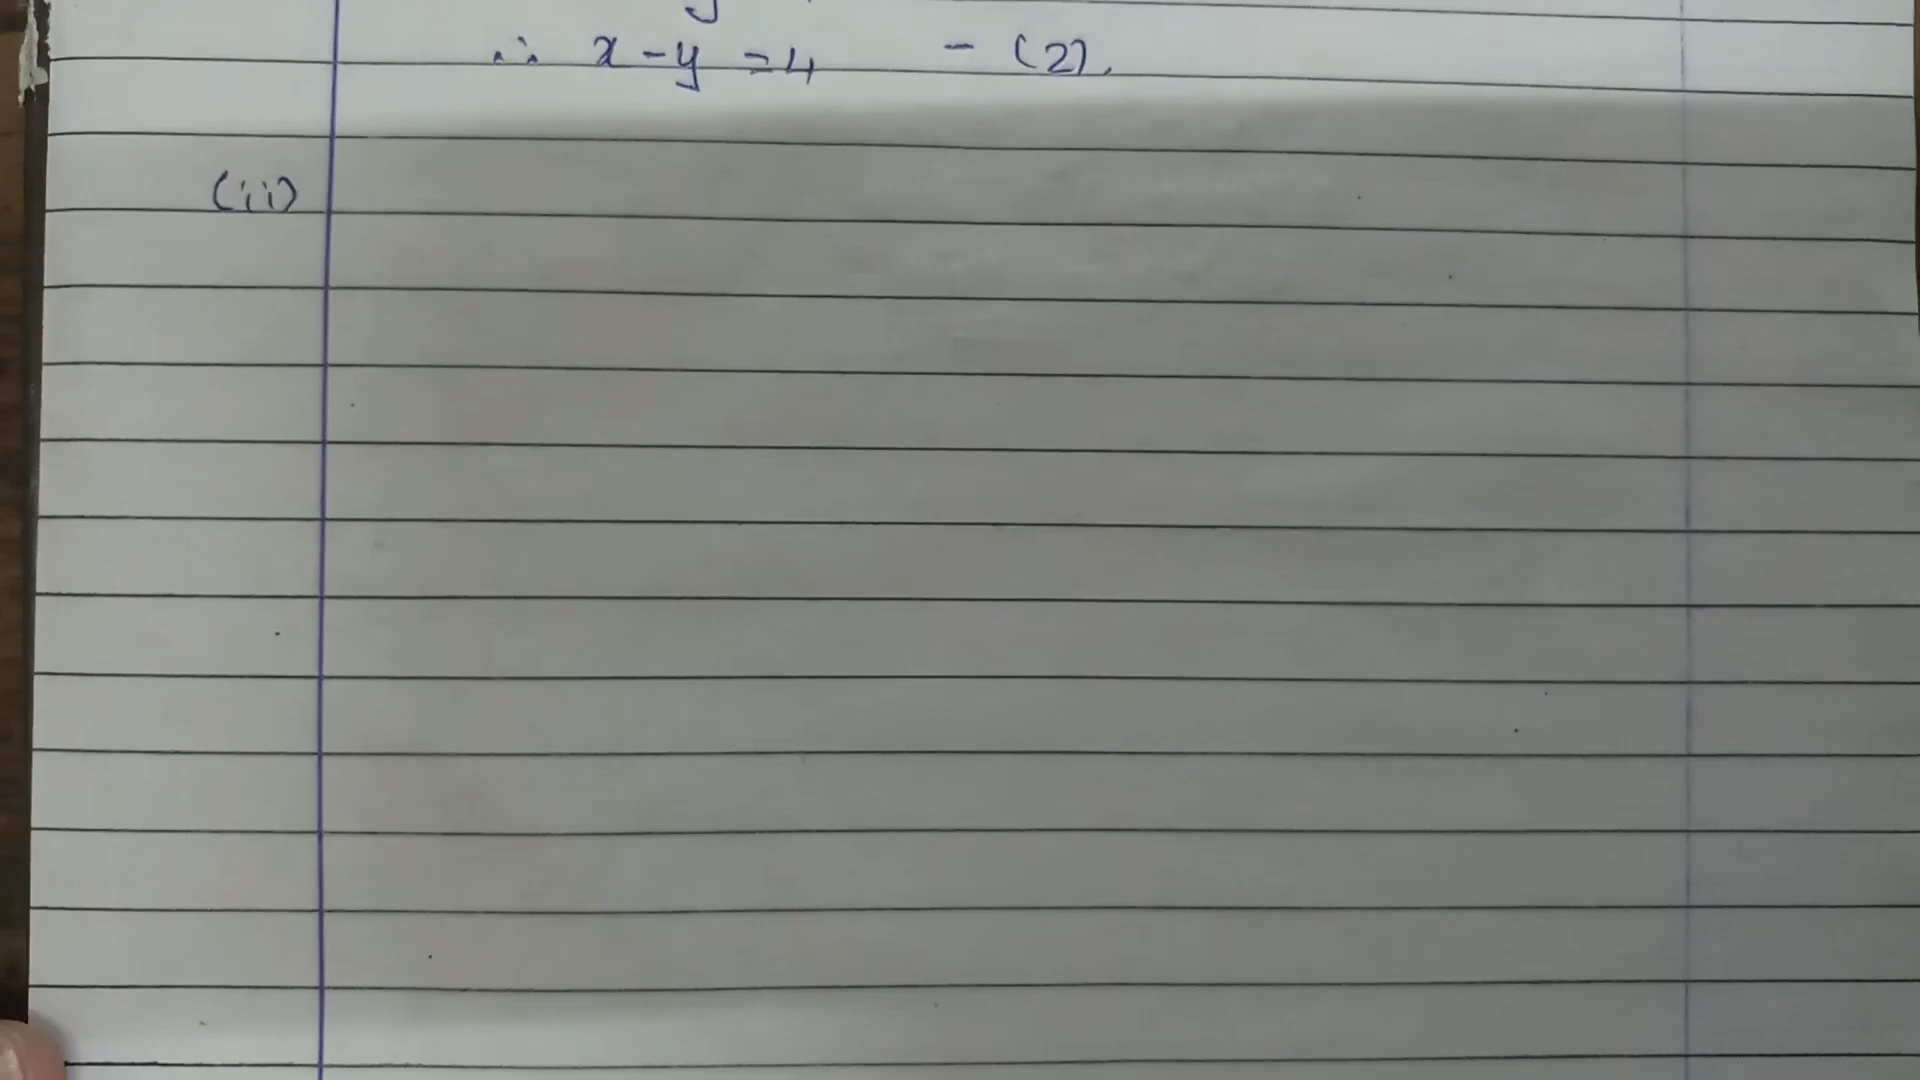 ∴ x - y = 4 - (2).
(ii)